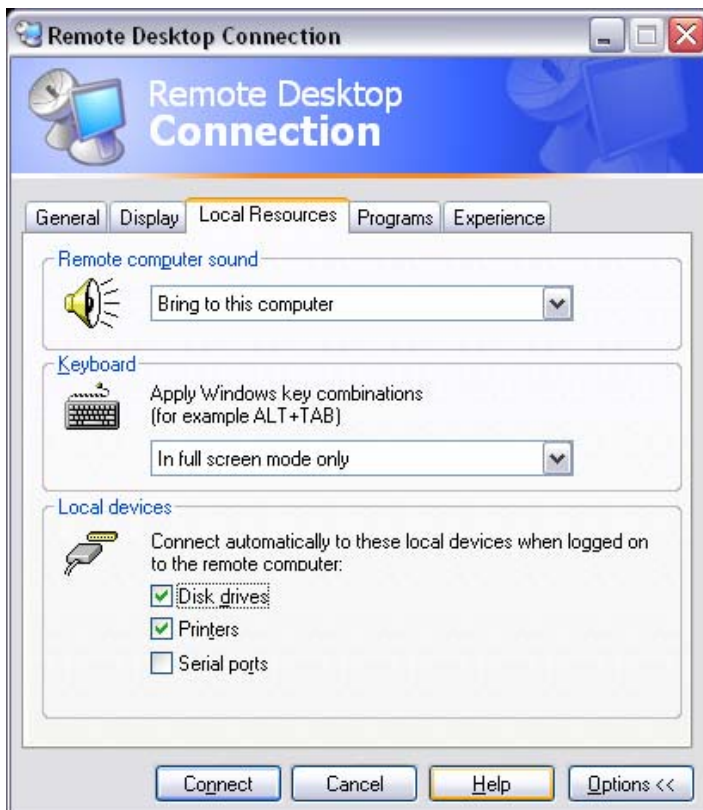 Remote Desktop Connection
Remote Desktop
Connection
General Display Local Resources Programs Experience
Remote computer sound
Bring to this computer
Keyboard
Apply Windows key combinations
(for example ALT+TAB)
In full screen mode only
Local devices
Connect automatically to these local devices when logged on
to the remote computer:
Disk drives
Printers
Serial ports
Connect Cancel Help Options <<